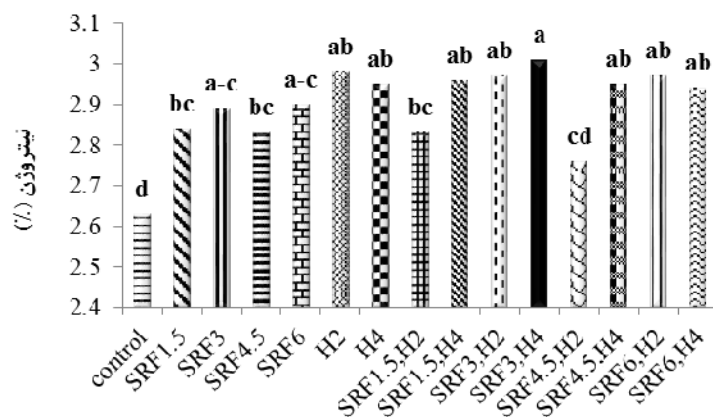 3.1
3
2.9
2.8
2.7
2.6
2.5
2.4
نیتروژن (٪)
d
bc
a-c
bc
a-c
ab
ab
bc
ab
ab
a
cd
ab
ab
ab
control
SRF1.5
SRF3
SRF4.5
SRF6
H2
H4
SRF1.5,H2
SRF1.5,H4
SRF3,H2
SRF3,H4
SRF4.5,H2
SRF4.5,H4
SRF6,H2
SRF6,H4